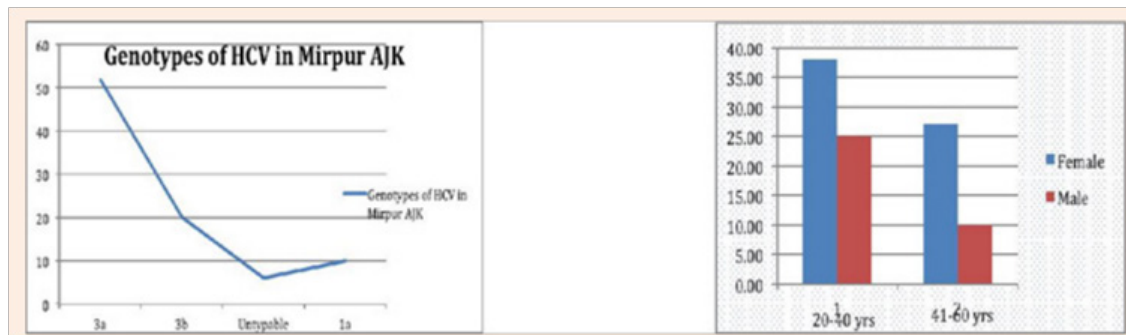 Genotypes of HCV in Mirpur AJK
60
50
40
30
20
10
0
3a 3b Untypable 1a
Genotypes of HCV in
Mirpur AJK
40.00
35.00
30.00
25.00
20.00
15.00
10.00
5.00
0.00
1 2
20-40 yrs 41-60 yrs
Female
Male